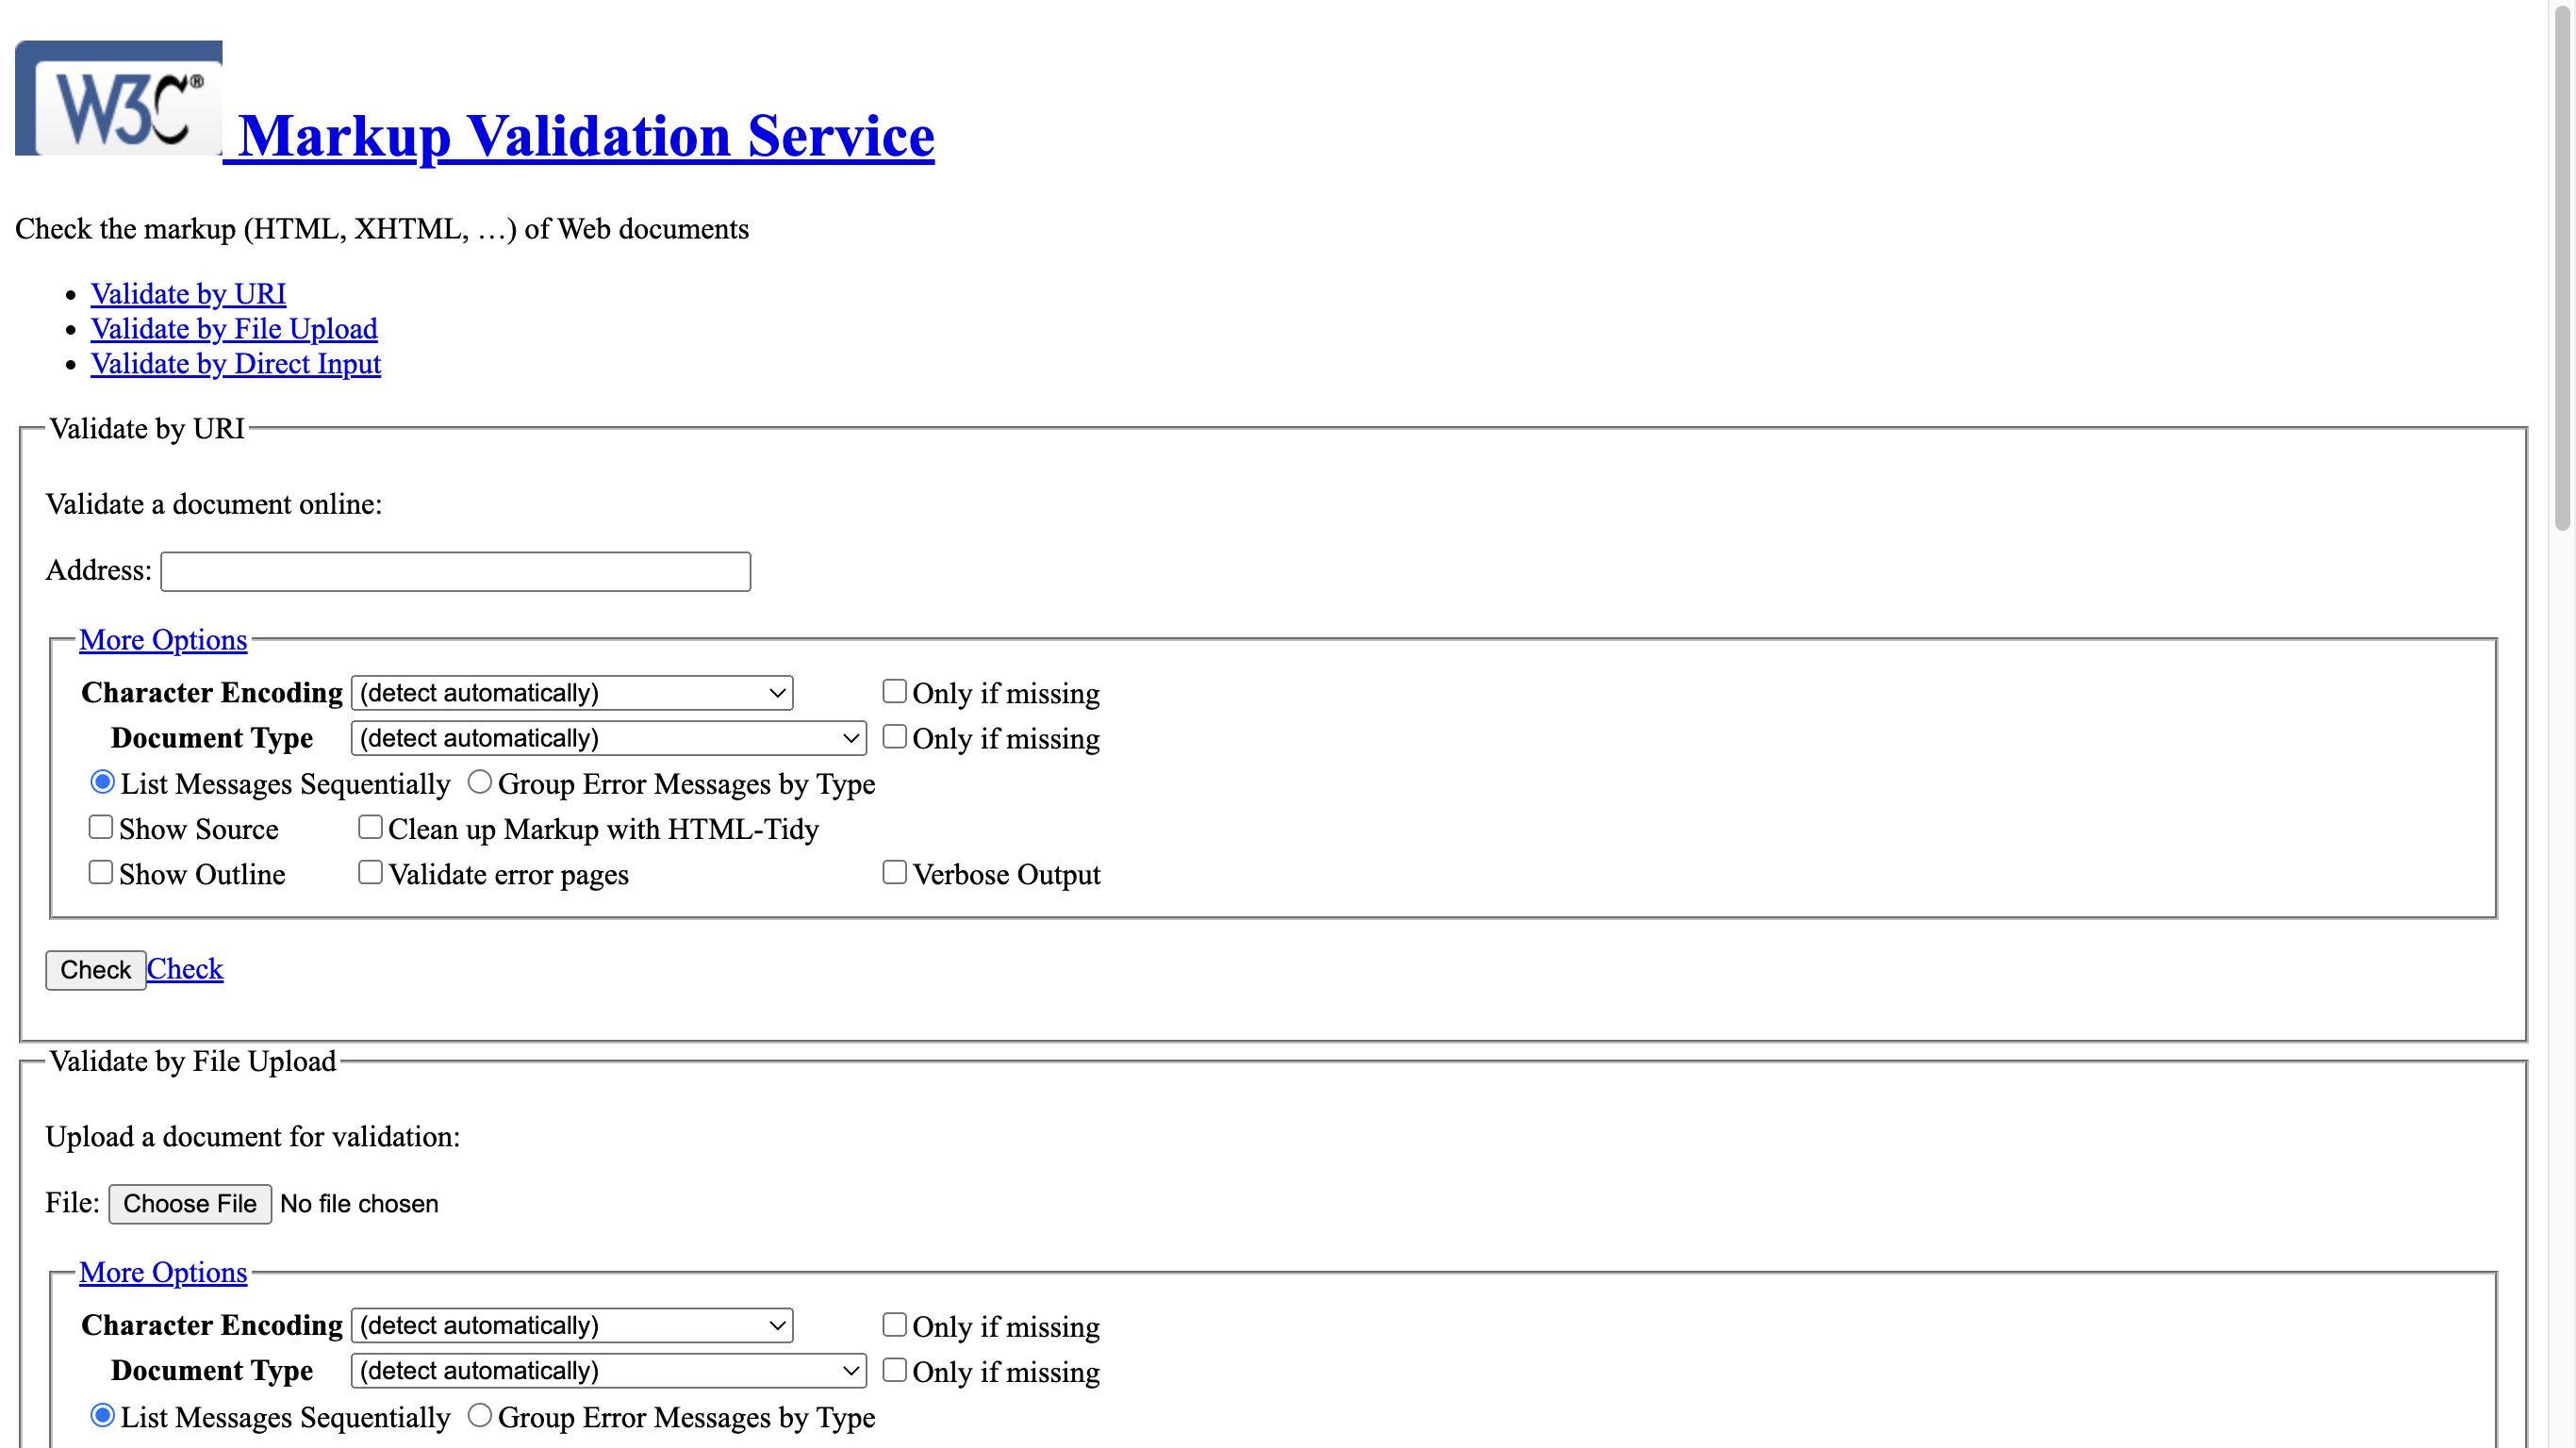 W3C®
Markup Validation Service
Check the markup (HTML, XHTML, …) of Web documents
Validate by URI
Validate by File Upload
Validate by Direct Input
Validate by URI
Validate a document online:
Address:
More Options
Character Encoding (detect automatically) Only if missing
Document Type (detect automatically) Only if missing
List Messages Sequentially Group Error Messages by Type
Show Source Clean up Markup with HTML-Tidy
Show Outline Validate error pages Verbose Output
Check Check
Validate by File Upload
Upload a document for validation:
File: Choose File No file chosen
More Options
Character Encoding (detect automatically) Only if missing
Document Type (detect automatically) Only if missing
List Messages Sequentially Group Error Messages by Type